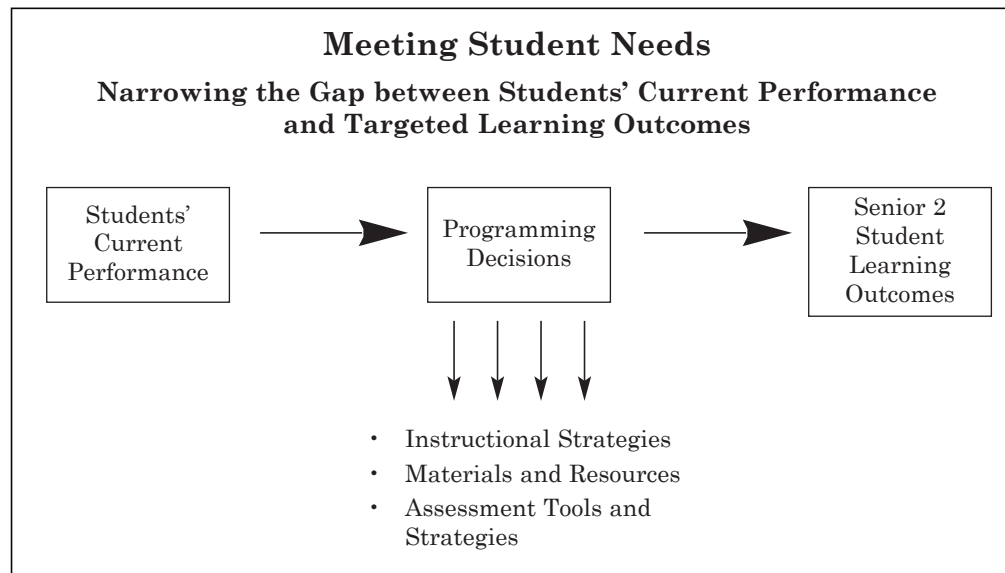 Meeting Student Needs
Narrowing the Gap between Students’ Current Performance
and Targeted Learning Outcomes
Students’
Current
Performance
Programming
Decisions
Senior 2
Student
Learning
Outcomes
• Instructional Strategies
• Materials and Resources
• Assessment Tools and
Strategies